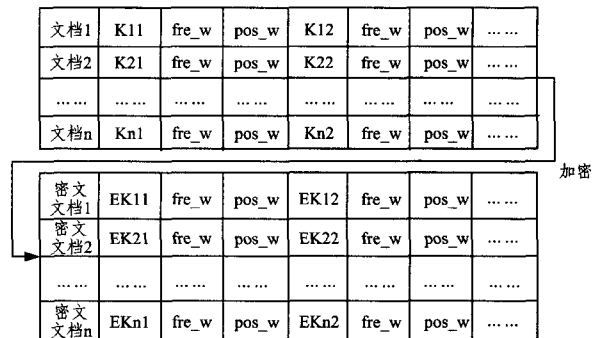 文档1 K11 fre_w pos_w K12 fre_w pos_w ……
文档2 K21 fre_w pos_w K22 fre_w pos_w ……
…… …… …… …… …… …… …… ……
文档n Kn1 fre_w pos_w Kn2 fre_w pos_w ……
加密
密文
文档1 EK11 fre_w pos_w EK12 fre_w pos_w ……
密文
文档2 EK21 fre_w pos_w EK22 fre_w pos_w ……
…… …… …… …… …… …… …… ……
密文
文档n EKn1 fre_w pos_w EKn2 fre_w pos_w ……